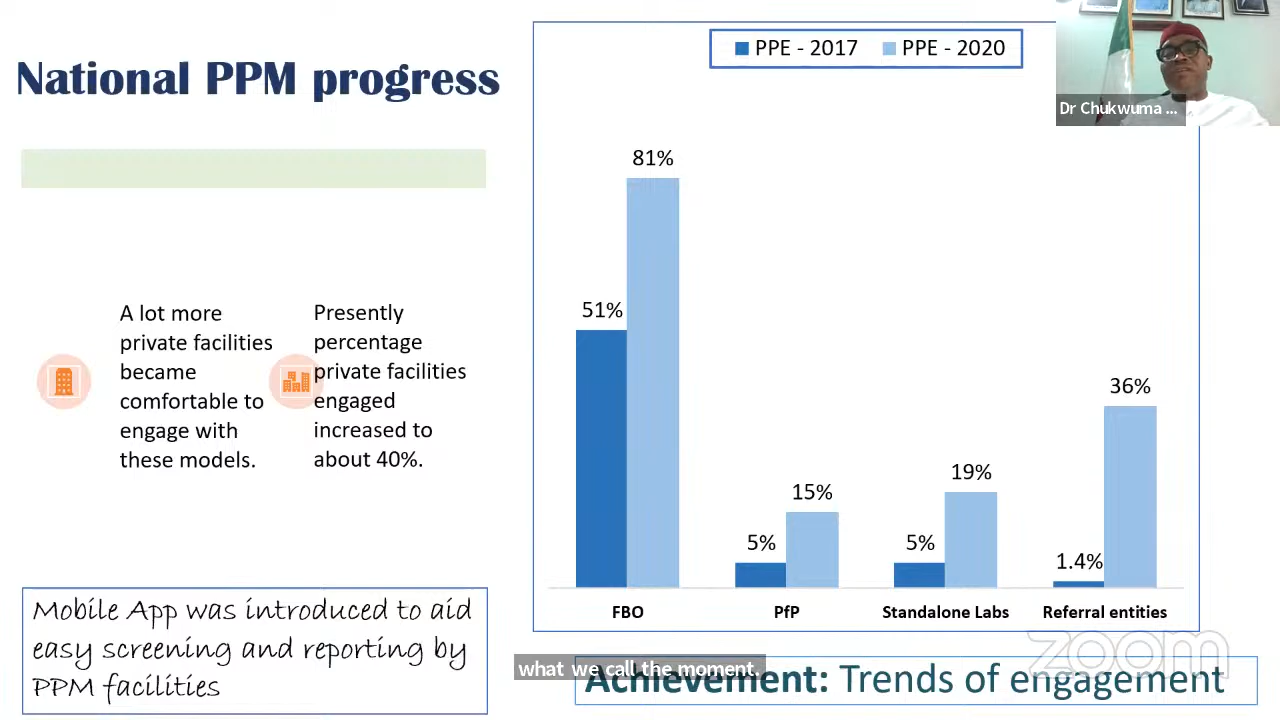 National PPM progress
A lot more
private facilities
became
comfortable to
engage with
these models.
Presently
percentage
private facilities
engaged
increased to
about 40%.
Mobile App was introduced to aid
easy screening and reporting by
PPM facilities
PPE - 2017 PPE - 2020
81%
51%
15%
5%
19%
5%
36%
1.4%
FBO PfP Standalone Labs Referral entities
Dr Chukwuma ...
zoom
what we call the moment.
Achievement: Trends of engagement